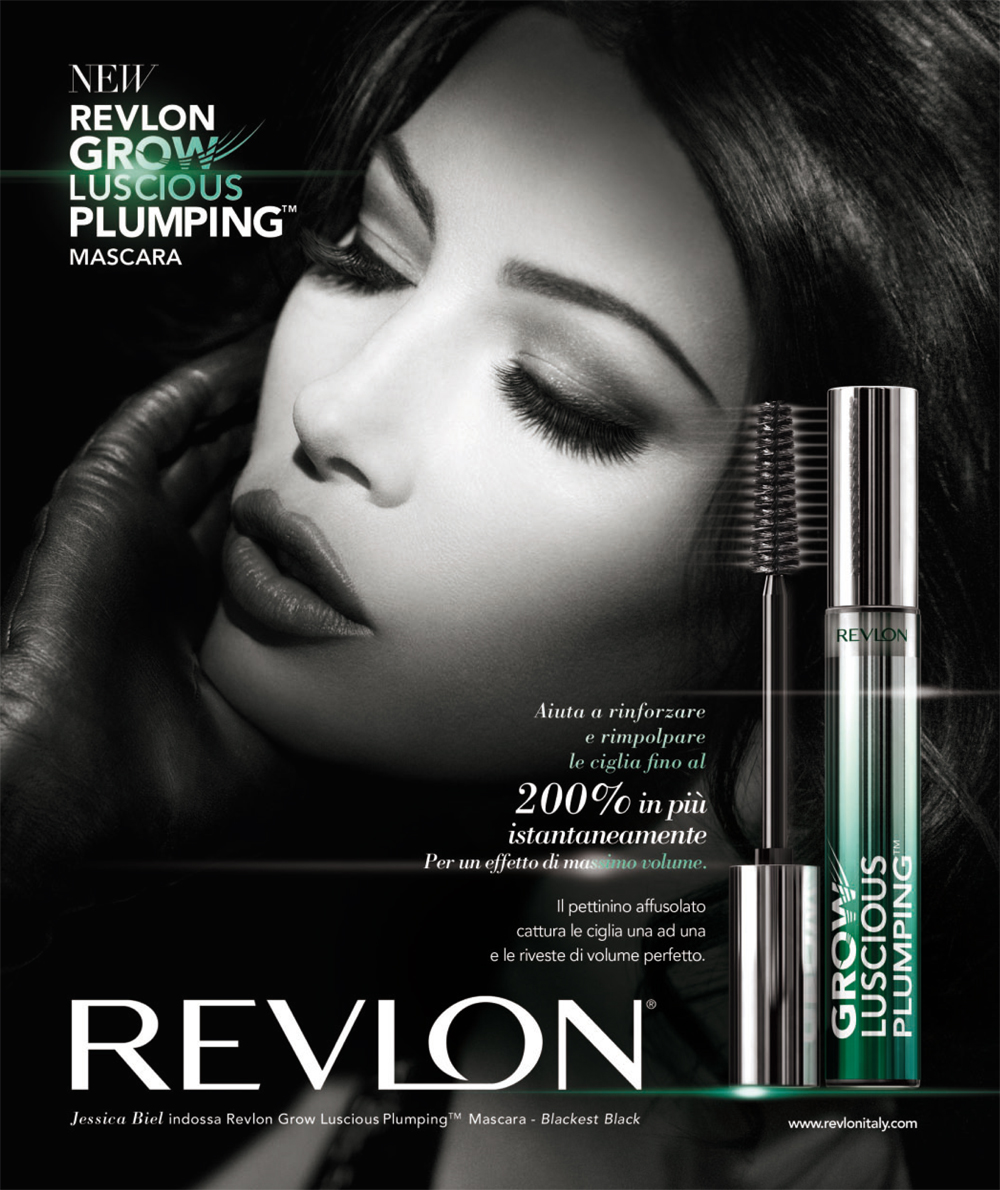 NEW
REVLON
GROW
LUSCIOUS
PLUMPING™
MASCARA
REVLON
Aiuta a rinforzare
e rimpolpare
le ciglia fino al
200% in più
istantaneamente
Per un effetto di massimo volume.
Il pettinino affusolato
cattura le ciglia una ad una
e le riveste di volume perfetto.
GROW
LUSCIOUS
PLUMPING™
REVLON®
Jessica Biel indossa Revlon Grow Luscious Plumping™ Mascara - Blackest Black
www.revlonitaly.com